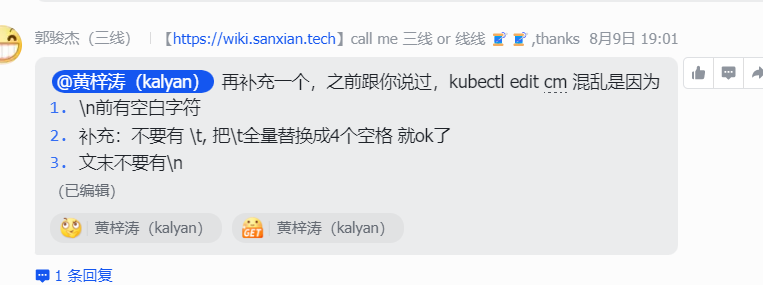 郭骏杰（三线） | 【https://wiki.sanxian.tech】call me 三线 or 线线 🧵 🧵 ,thanks 8月9日 19:01
@黄梓涛（kalyan） 再补充一个，之前跟你说过，kubectl edit cm 混乱是因为
1. \n前有空白字符
2. 补充：不要有 \t, 把\t全量替换成4个空格 就ok了
3. 文末不要有\n
（已编辑）
黄梓涛（kalyan） GET 黄梓涛（kalyan）
1 条回复